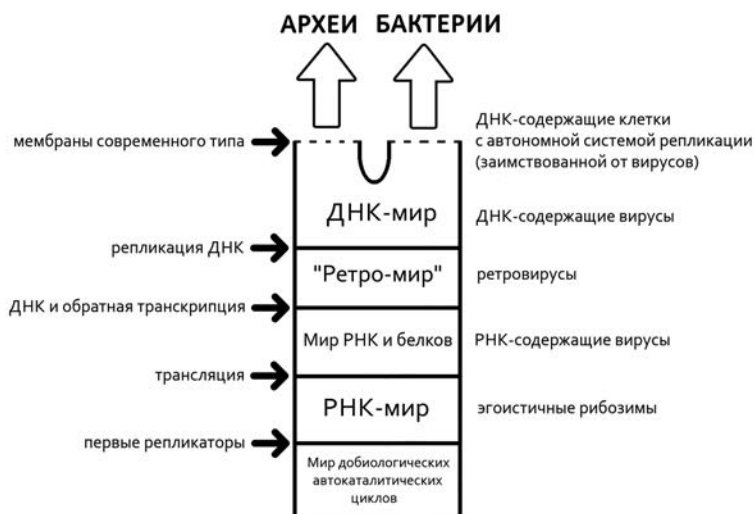 АРХЕИ БАКТЕРИИ
мембраны современного типа
ДНК-содержащие клетки
с автономной системой репликации
(заимствованной от вирусов)
ДНК-мир
ДНК-содержащие вирусы
репликация ДНК
"Ретро-мир"
ретровирусы
ДНК и обратная транскрипция
Мир РНК и белков
РНК-содержащие вирусы
трансляция
РНК-мир
эгоистичные рибозимы
первые репликаторы
Мир добиологических
автокаталитических
циклов